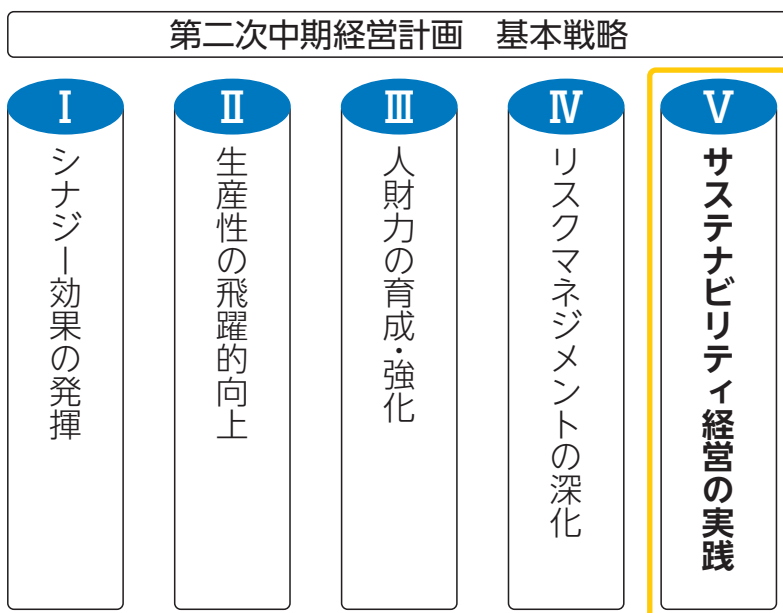 第二次中期経営計画　基本戦略
Ⅰ
シナジー効果の発揮
Ⅱ
生産性の飛躍的向上
Ⅲ
人財力の育成・強化
Ⅳ
リスクマネジメントの深化
Ⅴ
サステナビリティ経営の実践